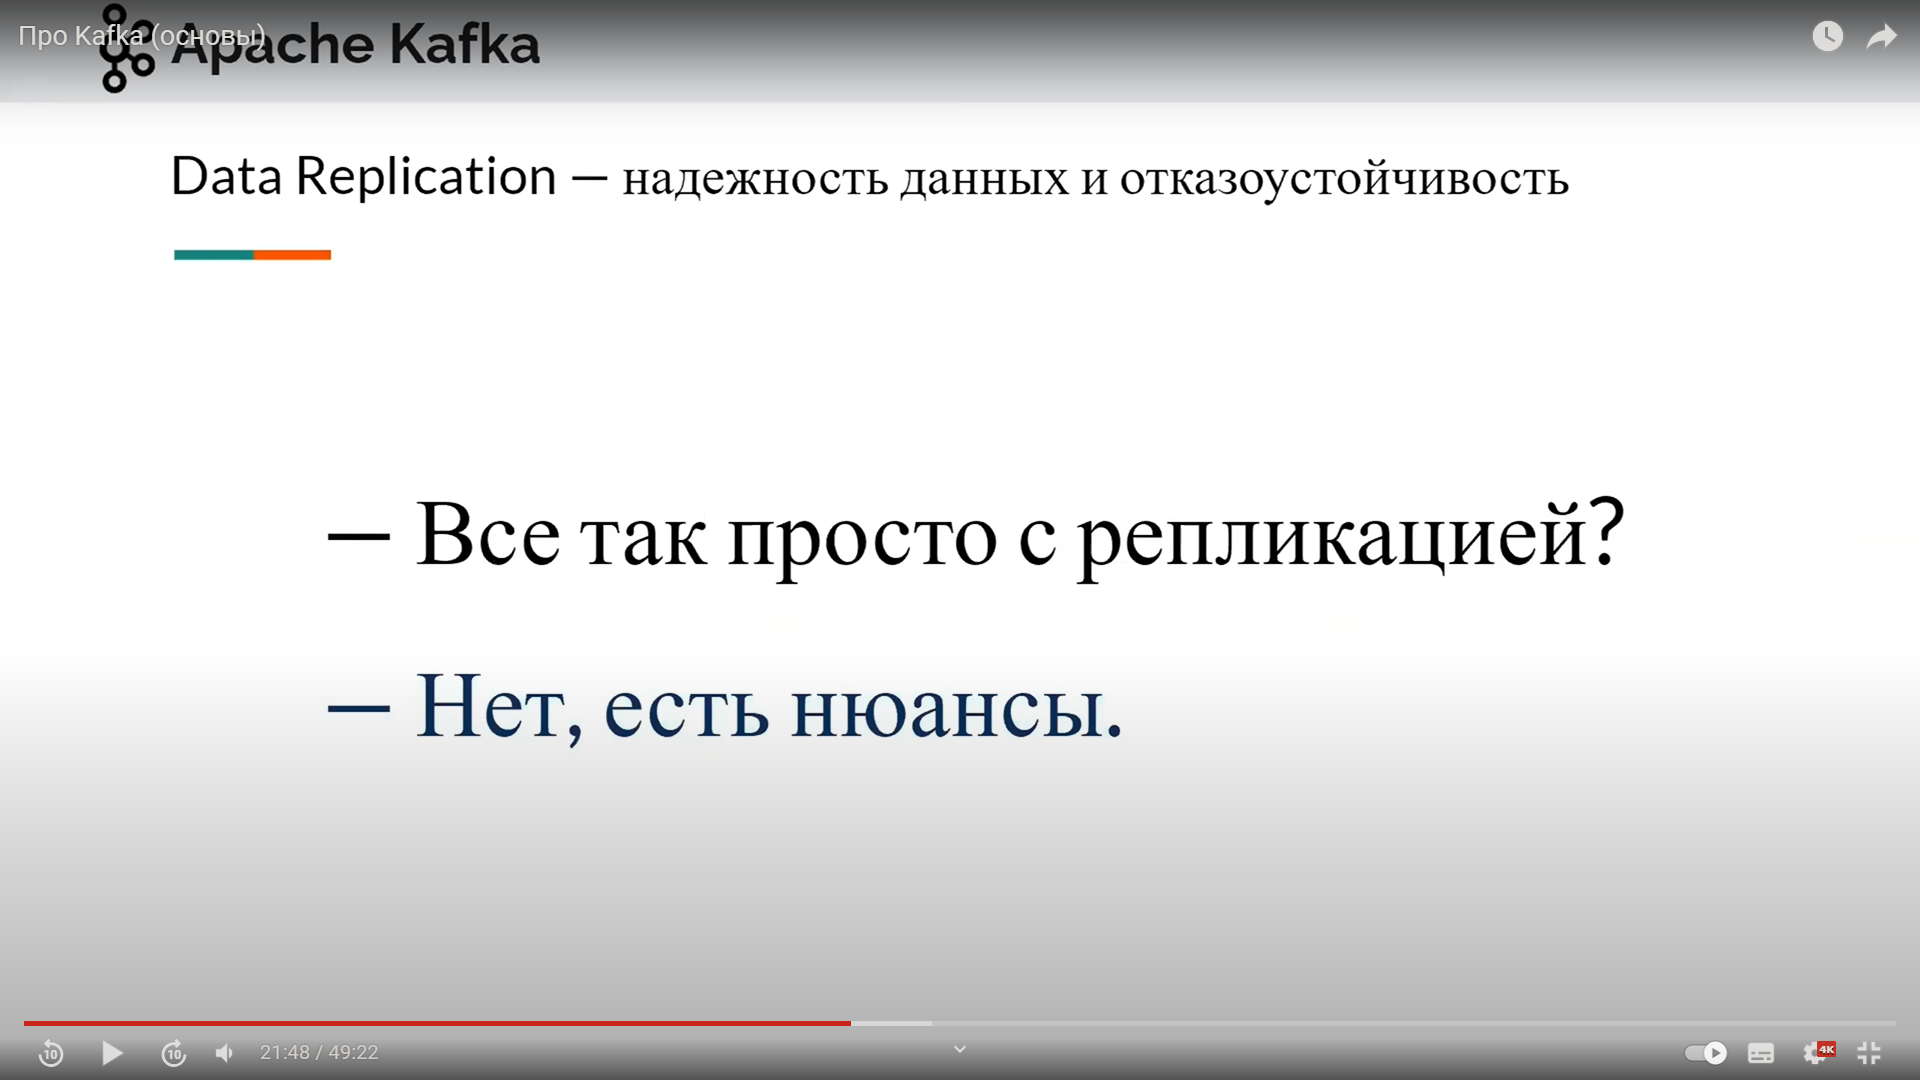 Про Kafka (основы)
Apache Kafka
Data Replication — надежность данных и отказоустойчивость
— Все так просто с репликацией?
— Нет, есть нюансы.
10
10
21:48 / 49:22
4K